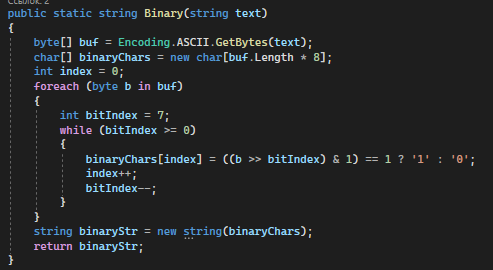 Ссылок: 2
public static string Binary(string text)
{
    byte[] buf = Encoding.ASCII.GetBytes(text);
    char[] binaryChars = new char[buf.Length * 8];
    int index = 0;
    foreach (byte b in buf)
    {
        int bitIndex = 7;
        while (bitIndex >= 0)
        {
            binaryChars[index] = ((b >> bitIndex) & 1) == 1 ? '1' : '0';
            index++;
            bitIndex--;
        }
    }
    string binaryStr = new string(binaryChars);
    return binaryStr;
}